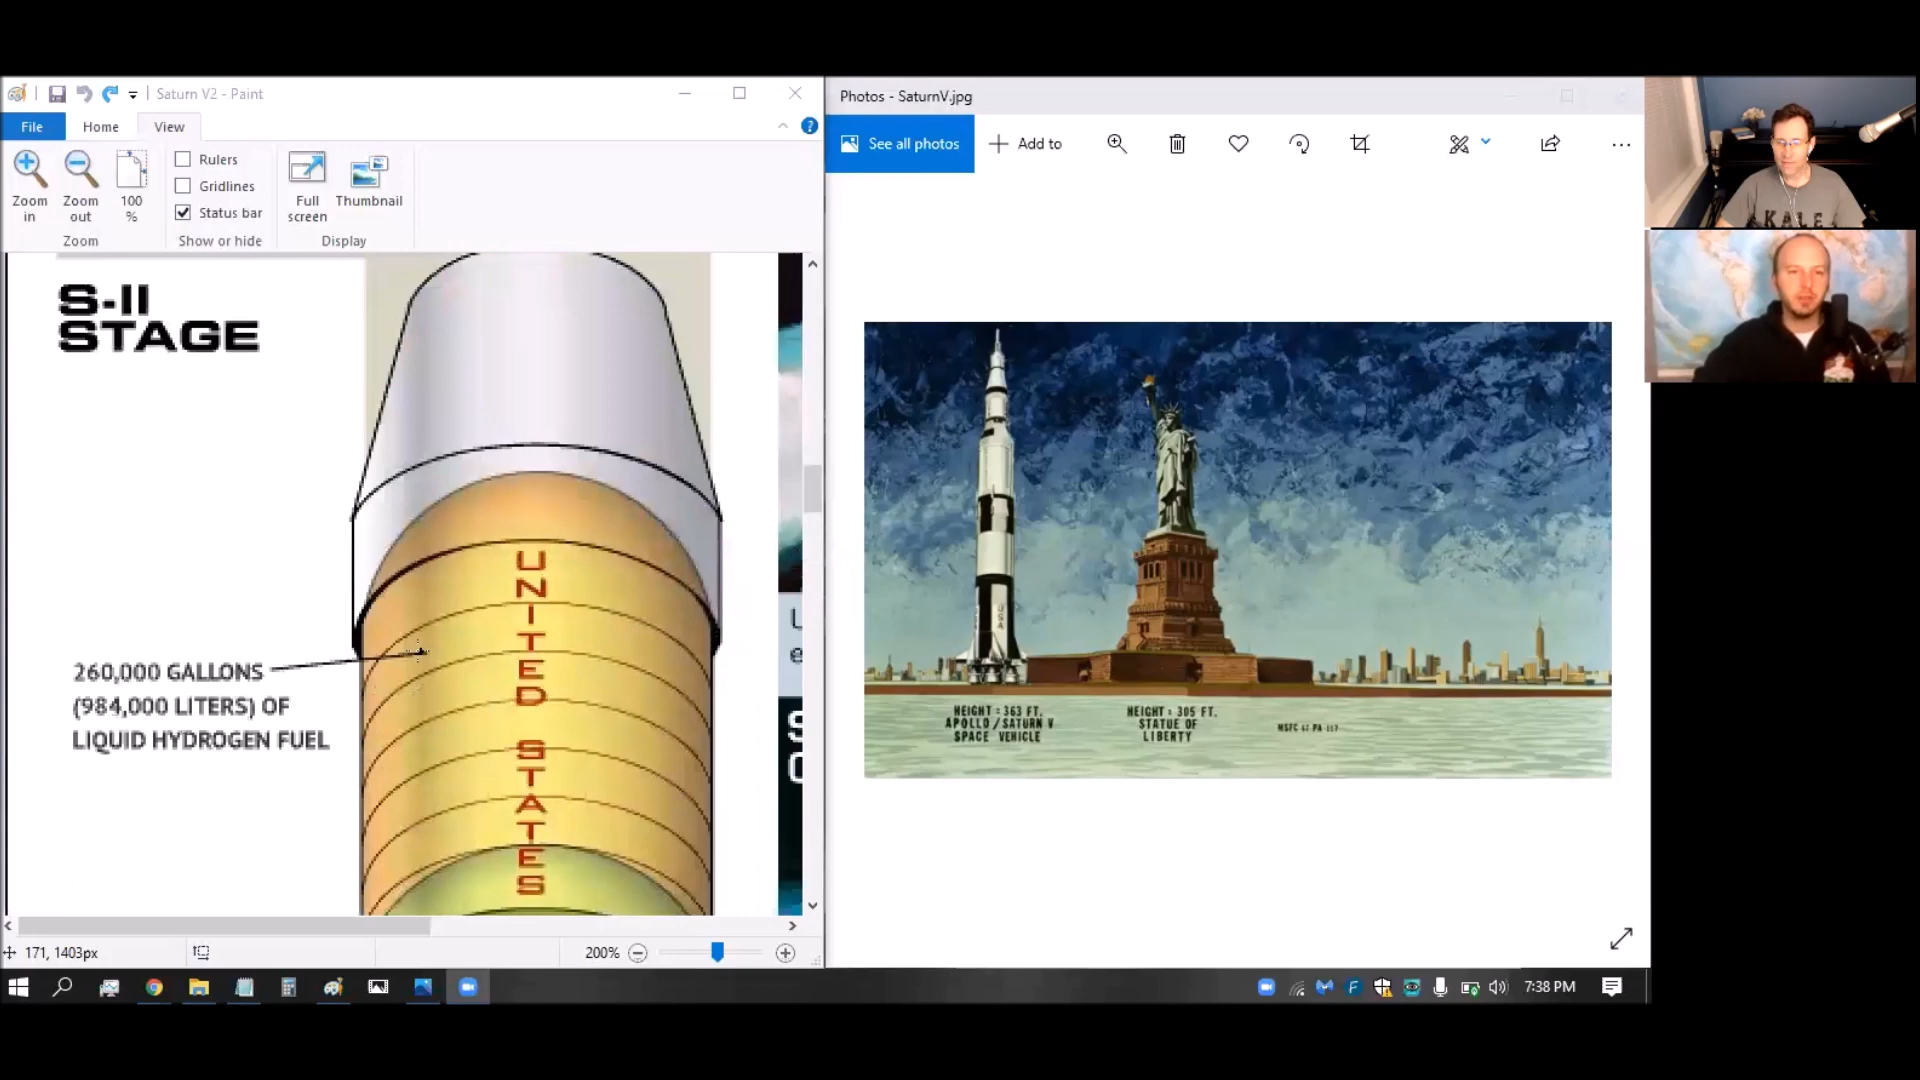 Saturn V2 - Paint
File
Home
View
Zoom in
Zoom out
100 %
Zoom
Rulers
Gridlines
Status bar
Show or hide
Full screen
Thumbnail
Display
S-II
STAGE
260,000 GALLONS
(984,000 LITERS) OF
LIQUID HYDROGEN FUEL
UNITED STATES
171, 1403px
200%
Photos - SaturnV.jpg
See all photos
Add to
USA
HEIGHT : 363 FT.
APOLLO / SATURN V
SPACE VEHICLE
HEIGHT : 305 FT.
STATUE OF
LIBERTY
KALE
7:38 PM